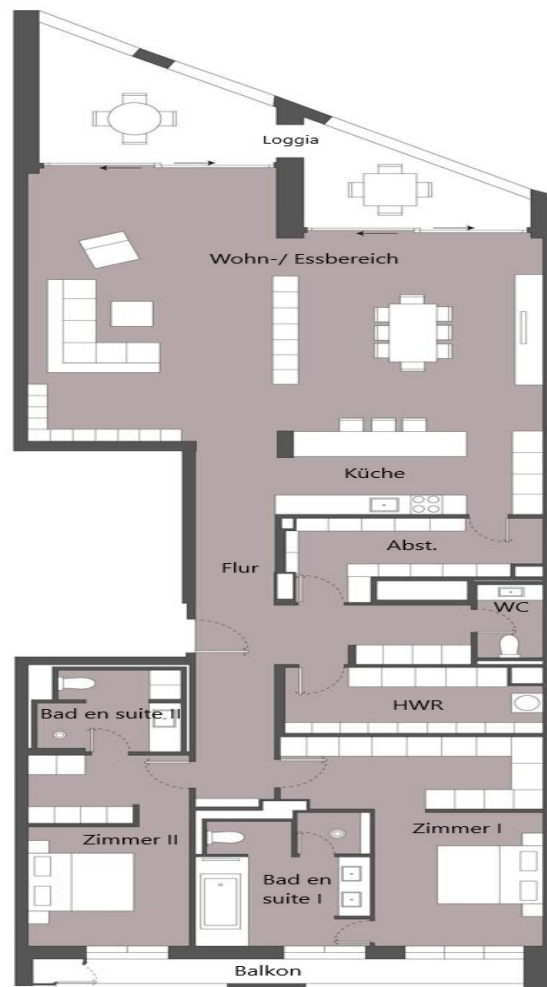 Loggia
Wohn-/ Essbereich
Küche
Abst.
Flur
WC
Bad en suite II
HWR
Zimmer II
Zimmer I
Bad en
suite I
Balkon